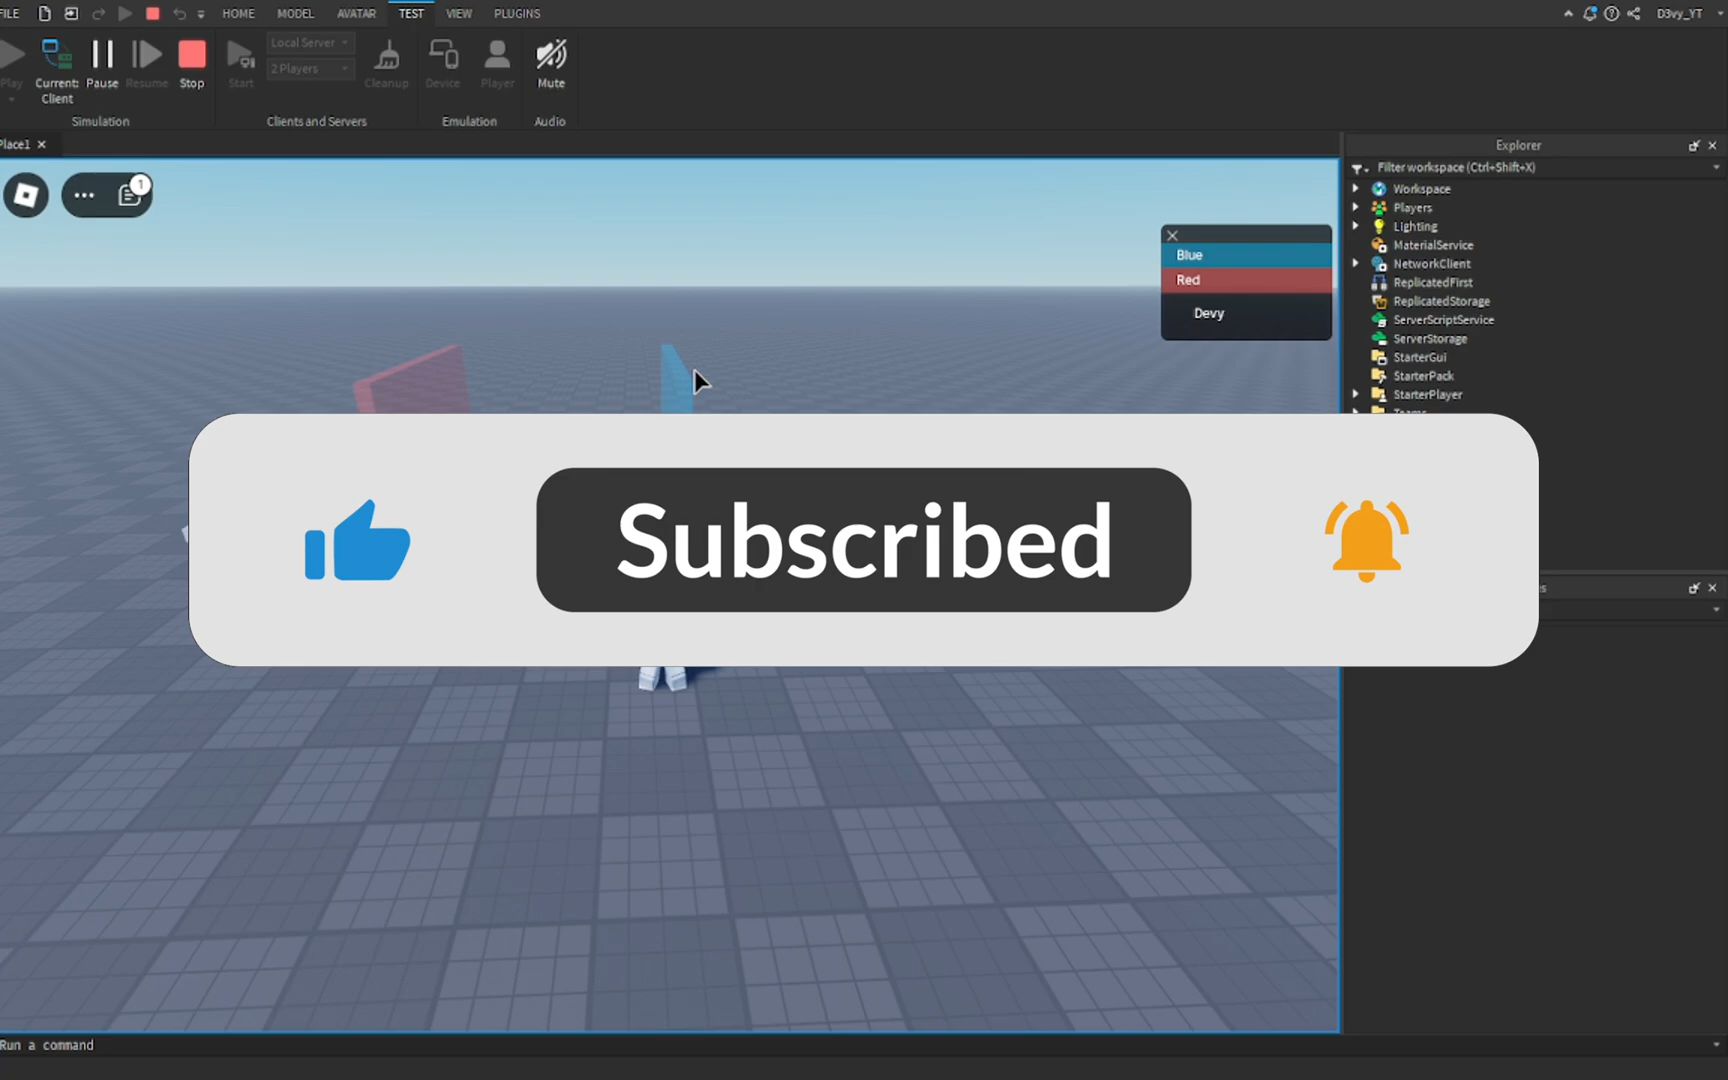 FILE HOME MODEL AVATAR TEST VIEW PLUGINS D3vy_YT
Play Current: Client Pause Resume Stop Start Local Server 2 Players Cleanup Device Player Mute
Simulation Clients and Servers Emulation Audio
Place1
Explorer
Filter workspace (Ctrl+Shift+X)
Workspace
Players
Lighting
MaterialService
NetworkClient
ReplicatedFirst
ReplicatedStorage
ServerScriptService
ServerStorage
StarterGui
StarterPack
StarterPlayer
Teams
1
Blue
Red
Devy
Subscribed
Run a command